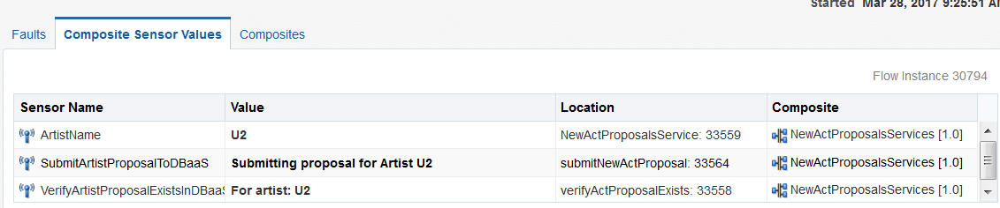 Started Mar 28, 2017 9:25:51 AM
Faults Composite Sensor Values Composites
Flow Instance 30794
Sensor Name Value Location Composite
ArtistName U2 NewActProposalsService: 33559 NewActProposalsServices [1.0]
SubmitArtistProposalToDBaaS Submitting proposal for Artist U2 submitNewActProposal: 33564 NewActProposalsServices [1.0]
VerifyArtistProposalExistsInDBaaS For artist: U2 verifyActProposalExists: 33558 NewActProposalsServices [1.0]